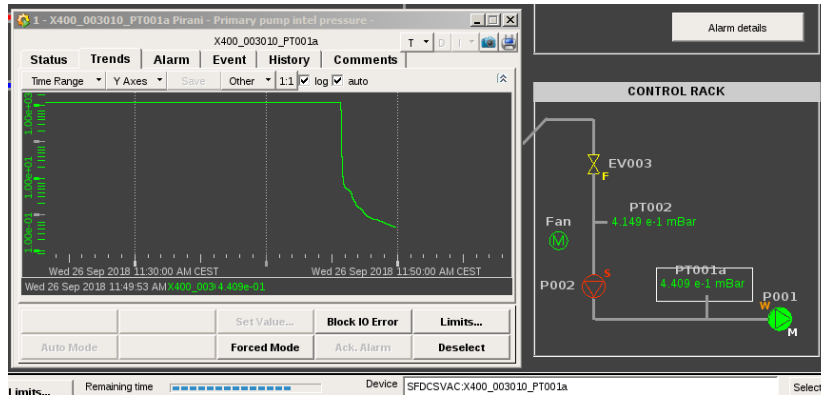 1 - X400_003010_PT001a Pirani - Primary pump intel pressure -
X400_003010_PT001a
T D T
Status Trends Alarm Event History Comments
Time Range Y Axes Save Other 1:1 log auto
1.00e+03
1.00e+01
1.00e-01
Wed 26 Sep 2018 11:30:00 AM CEST Wed 26 Sep 2018 11:50:00 AM CEST
Wed 26 Sep 2018 11:49:53 AM X400_003 4.409e-01
Set Value... Block IO Error Limits...
Auto Mode Forced Mode Ack. Alarm Deselect
Alarm details
CONTROL RACK
EV003
F
PT002
4.149 e-1 mBar
Fan
M
PT001a
4.409 e-1 mBar
P002
S
P001
W
M
Limits... Remaining time Device SFDCSVAC:X400_003010_PT001a Select